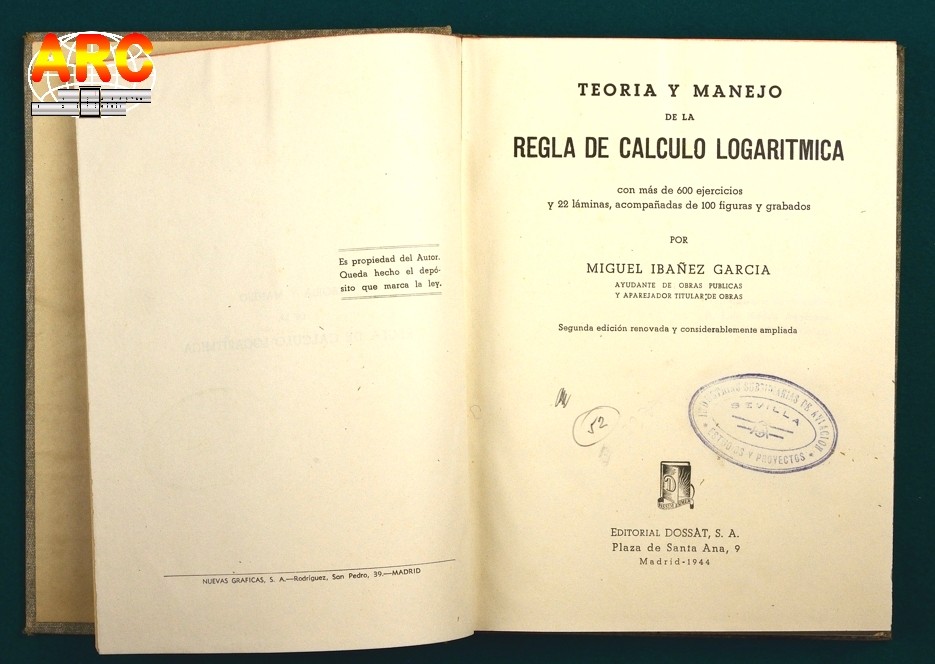 ARC
Es propiedad del Autor.
Queda hecho el depó-
sito que marca la ley.
NUEVAS GRAFICAS, S. A.—Rodríguez, San Pedro, 39.—MADRID
TEORIA Y MANEJO
DE LA
REGLA DE CALCULO LOGARITMICA
con más de 600 ejercicios
y 22 láminas, acompañadas de 100 figuras y grabados
POR
MIGUEL IBAÑEZ GARCIA
AYUDANTE DE OBRAS PUBLICAS
Y APAREJADOR TITULAR DE OBRAS
Segunda edición renovada y considerablemente ampliada
52
DE AVIACION
SEVILLA
ESTUDIOS Y PROYECTOS
EDITORIAL DOSSAT, S. A.
Plaza de Santa Ana, 9
Madrid-1944